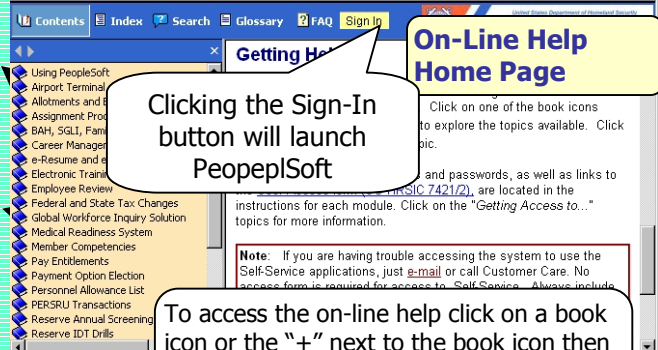 Contents Index Search Glossary FAQ Sign In
United States Department of Homeland Security
On-Line Help
Home Page
Getting He
Clicking the Sign-In
button will launch
PeopeplSoft
Using PeopleSoft
Airport Terminal
Allotments and B
Assignment Proc
BAH, SGLI, Fam
Career Manager
e-Resume and e
Electronic Training
Employee Review
Federal and State Tax Changes
Global Workforce Inquiry Solution
Medical Readiness System
Member Competencies
Pay Entitlements
Payment Option Election
Personnel Allowance List
PERSRU Transactions
Reserve Annual Screening
Reserve IDT Drills
Click on one of the book icons
to explore the topics available. Click
pic.
and passwords, as well as links to
7421/2), are located in the
instructions for each module. Click on the "Getting Access to..."
topics for more information.
Note: If you are having trouble accessing the system to use the
Self-Service applications, just e-mail or call Customer Care. No
access form is required for access to Self-Service. Always include
To access the on-line help click on a book
icon or the “+” next to the book icon then